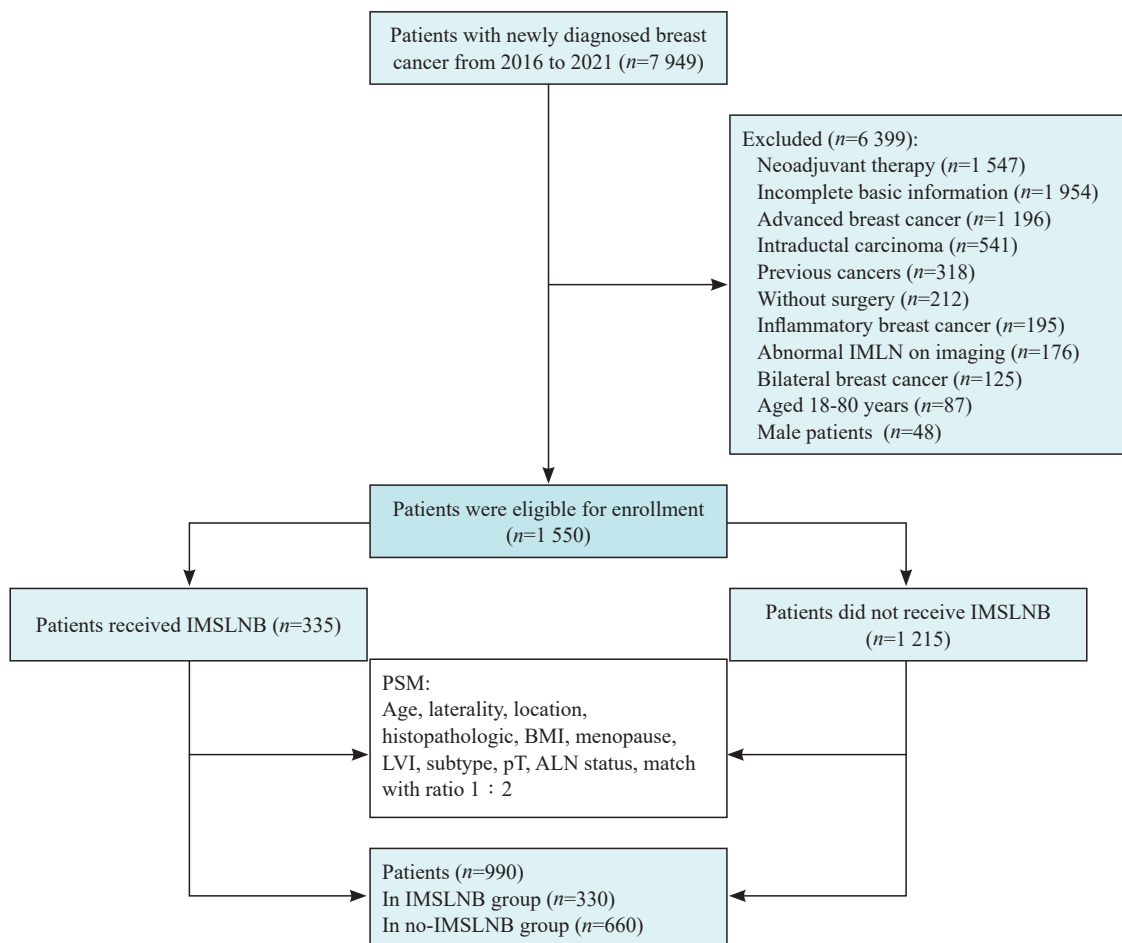 Patients with newly diagnosed breast
cancer from 2016 to 2021 (n=7 949)
Excluded (n=6 399):
Neoadjuvant therapy (n=1 547)
Incomplete basic information (n=1 954)
Advanced breast cancer (n=1 196)
Intraductal carcinoma (n=541)
Previous cancers (n=318)
Without surgery (n=212)
Inflammatory breast cancer (n=195)
Abnormal IMLN on imaging (n=176)
Bilateral breast cancer (n=125)
Aged 18-80 years (n=87)
Male patients (n=48)
Patients were eligible for enrollment
(n=1 550)
Patients received IMSLNB (n=335)
Patients did not receive IMSLNB
(n=1 215)
PSM:
Age, laterality, location,
histopathologic, BMI, menopause,
LVI, subtype, pT, ALN status, match
with ratio 1：2
Patients (n=990)
In IMSLNB group (n=330)
In no-IMSLNB group (n=660)